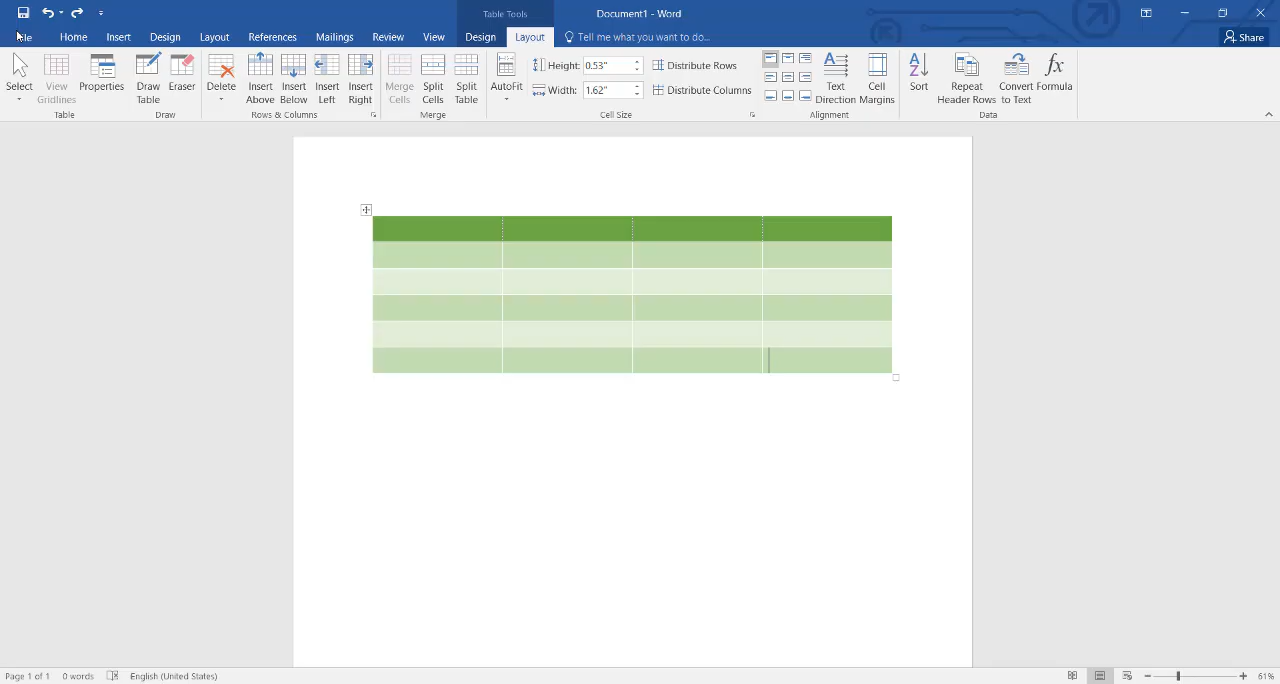 Table Tools
Document1 - Word
File
Home
Insert
Design
Layout
References
Mailings
Review
View
Design
Layout
Tell me what you want to do...
Share
Select
View Gridlines
Properties
Table
Draw Table
Eraser
Draw
Delete
Insert Above
Insert Below
Insert Left
Insert Right
Rows & Columns
Merge Cells
Split Cells
Split Table
Merge
AutoFit
Height: 0.53"
Width: 1.62"
Distribute Rows
Distribute Columns
Cell Size
Text Direction
Cell Margins
Alignment
A
Z
Sort
Repeat Header Rows
Convert to Text
fx
Formula
Data
Page 1 of 1
0 words
English (United States)
61%